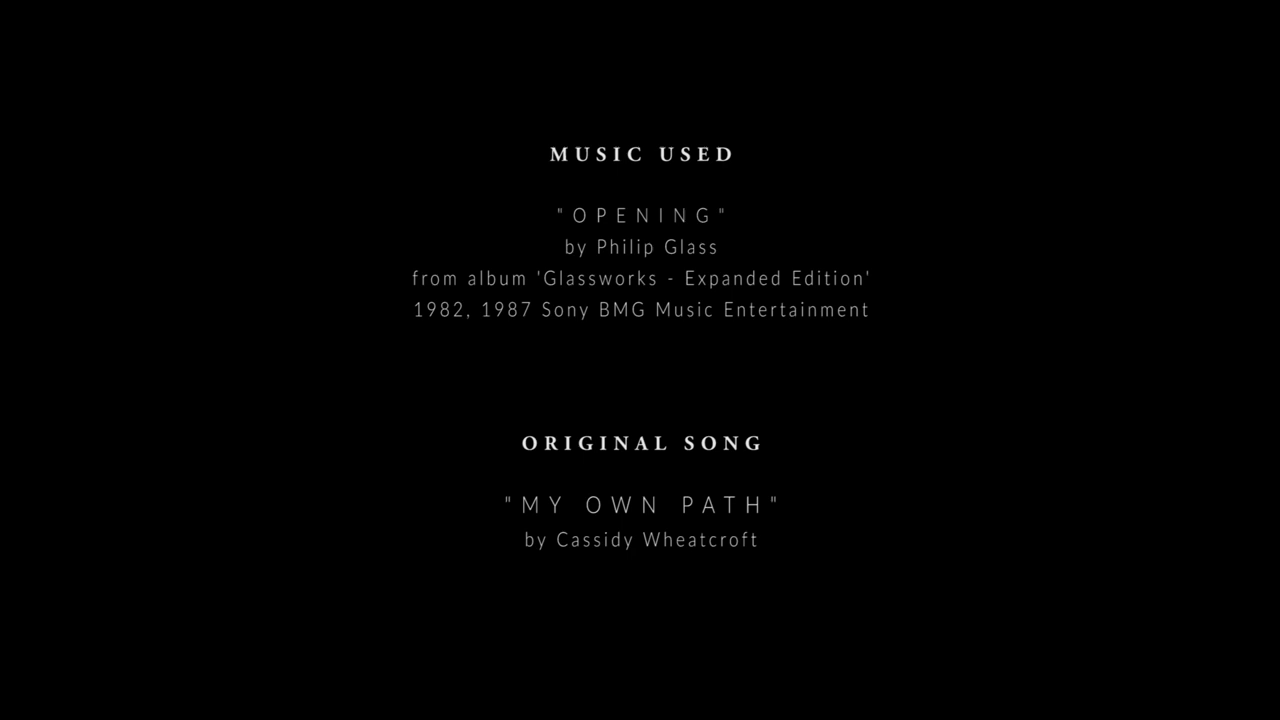 MUSIC USED
"OPENING"
by Philip Glass
from album 'Glassworks - Expanded Edition'
1982, 1987 Sony BMG Music Entertainment
ORIGINAL SONG
"MY OWN PATH"
by Cassidy Wheatcroft